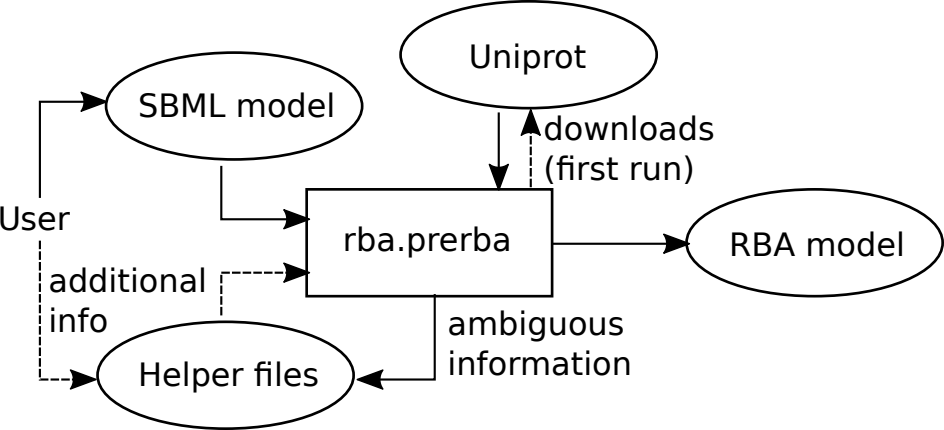 Uniprot
SBML model
downloads
(first run)
User
rba.prerba
RBA model
additional
info
ambiguous
information
Helper files